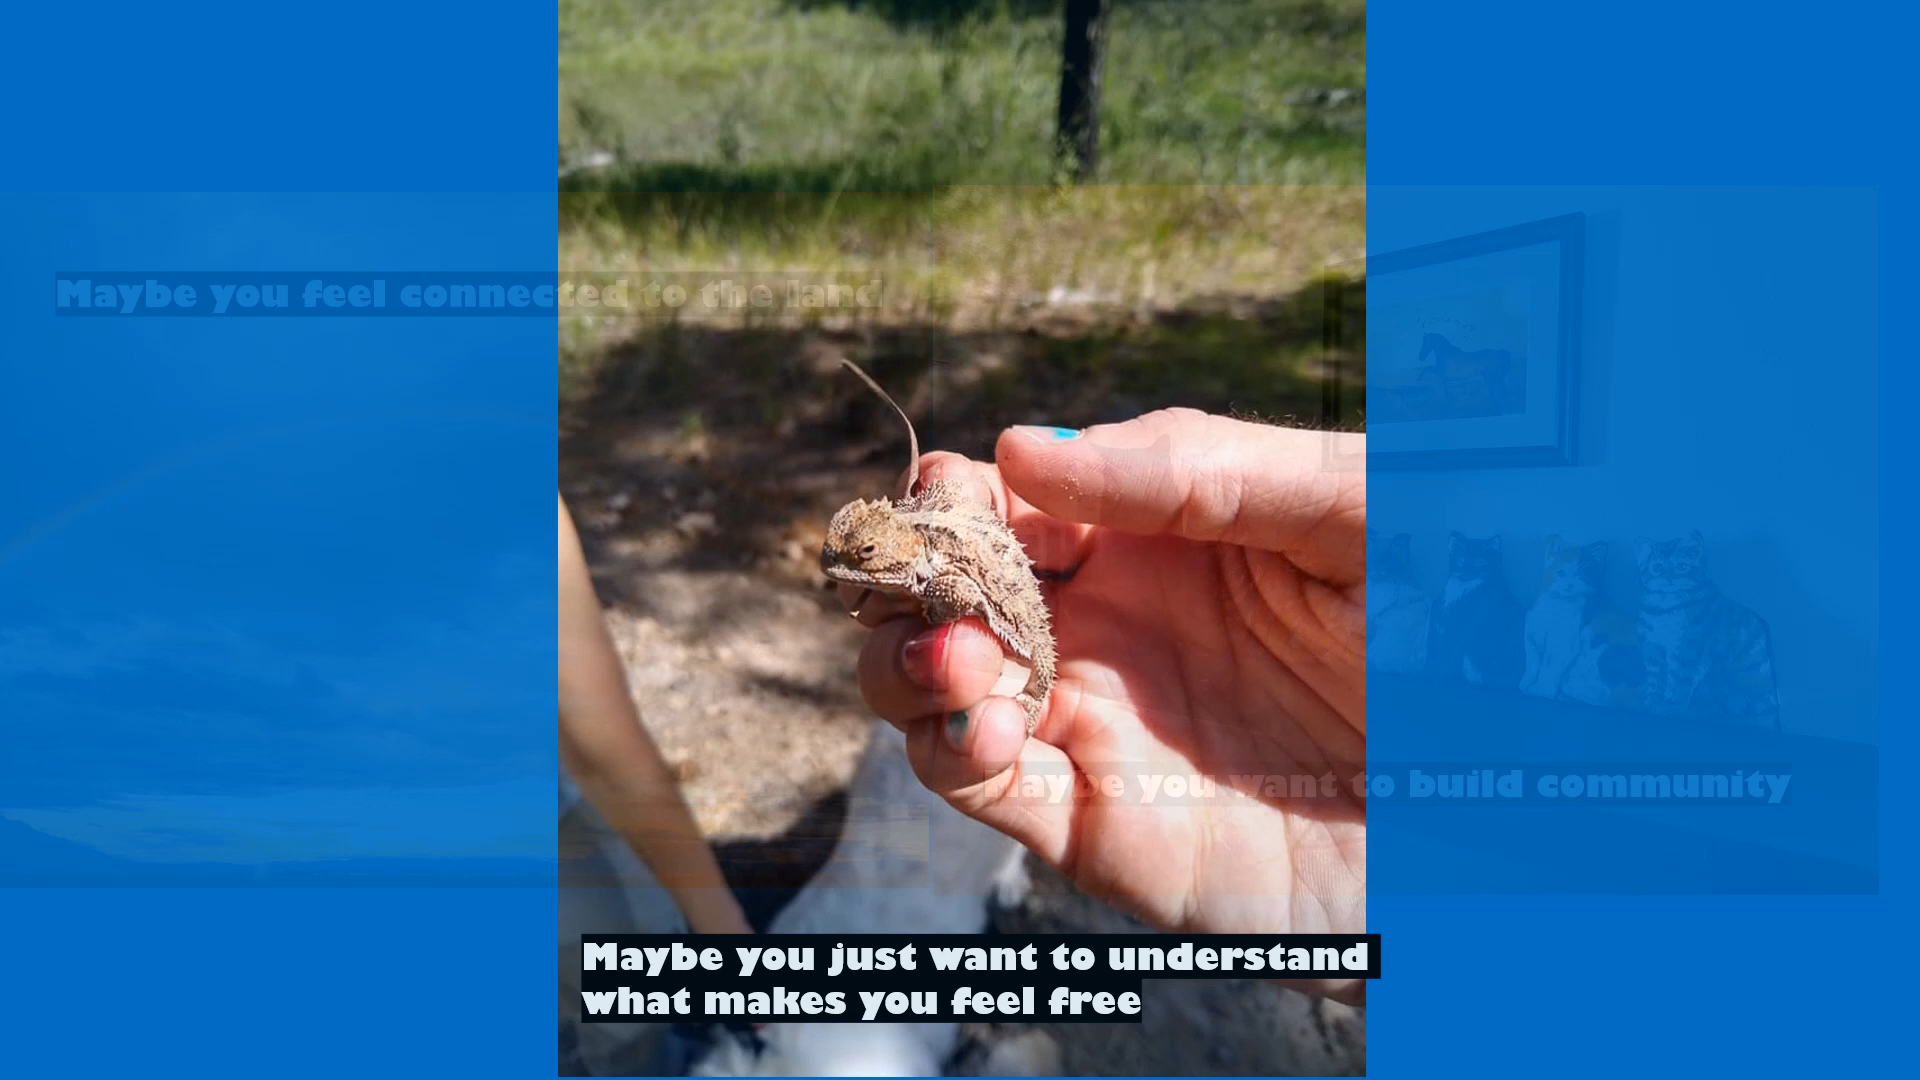 Maybe you feel connected to the land
Maybe you want to build community
Maybe you just want to understand
what makes you feel free